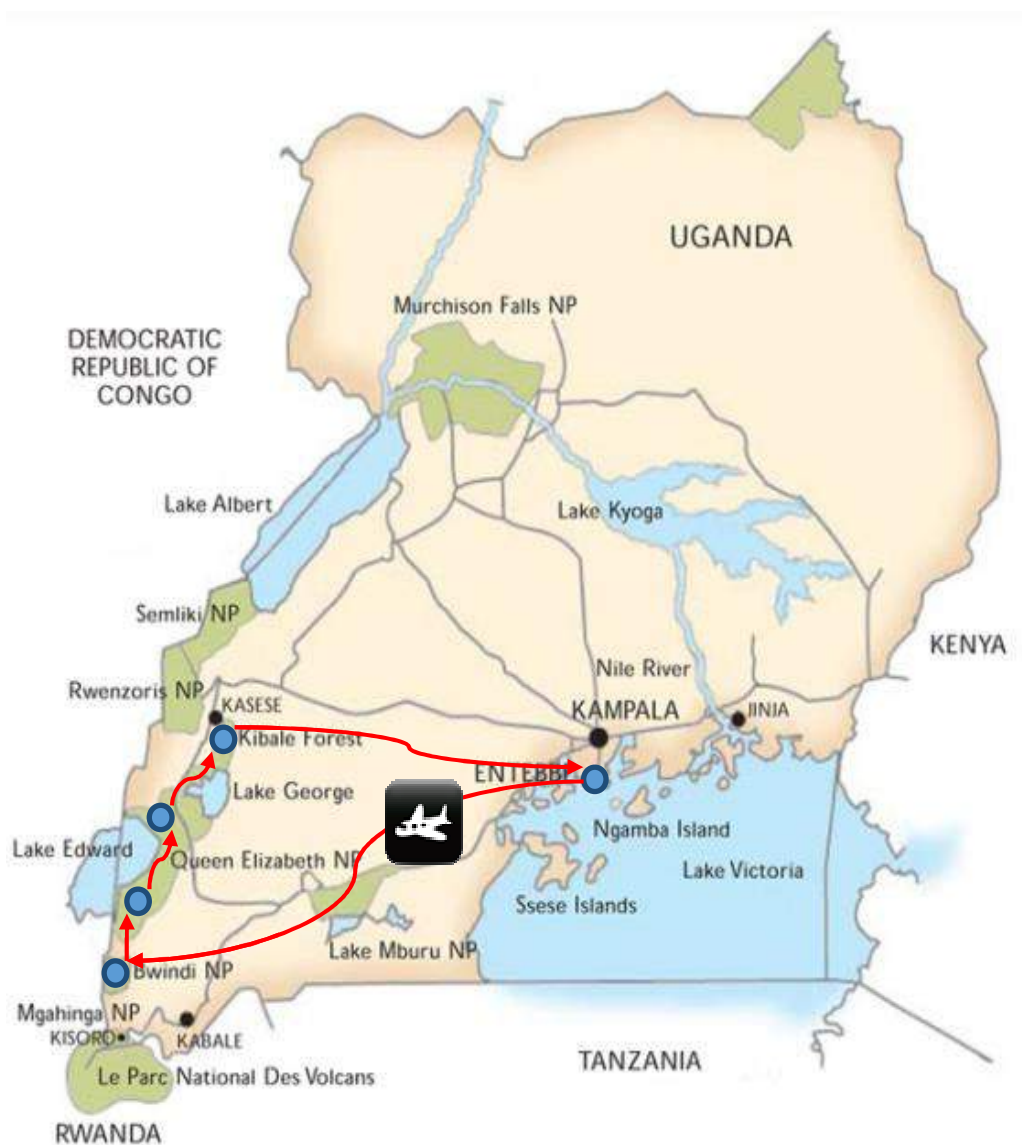 UGANDA
Murchison Falls NP
DEMOCRATIC
REPUBLIC OF
CONGO
Lake Albert
Lake Kyoga
Semliki NP
KENYA
Nile River
Rwenzoris NP
KASESE
KAMPALA
JINJA
Kibale Forest
ENTEBB
Lake George
Ngamba Island
Lake Edward
Queen Elizabeth NP
Lake Victoria
Ssese Islands
Lake Mburu NP
Bwindi NP
Mgahinga NP
KISORO
KABALE
TANZANIA
Le Parc National Des Volcans
RWANDA